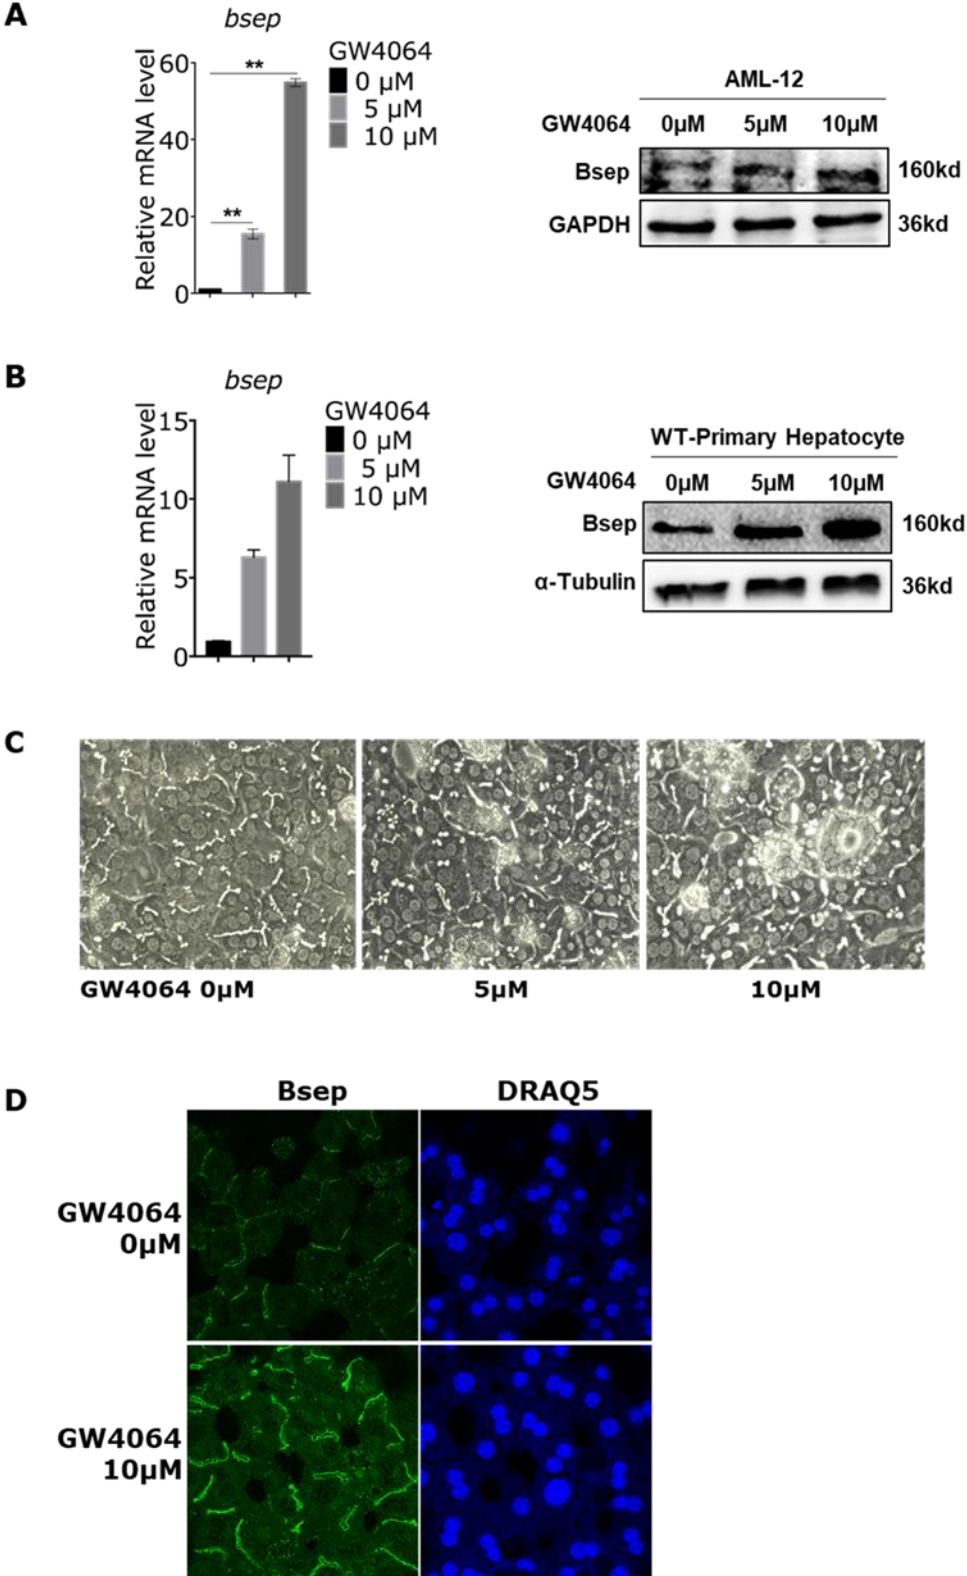 A
bsep
Relative mRNA level
60
40
20
0
**
**
GW4064
0 μM
5 μM
10 μM
AML-12
GW4064 0μM 5μM 10μM
Bsep 160kd
GAPDH 36kd
B
bsep
Relative mRNA level
15
10
5
0
GW4064
0 μM
5 μM
10 μM
WT-Primary Hepatocyte
GW4064 0μM 5μM 10μM
Bsep 160kd
α-Tubulin 36kd
C
GW4064 0μM 5μM 10μM
D
Bsep DRAQ5
GW4064
0μM
GW4064
10μM